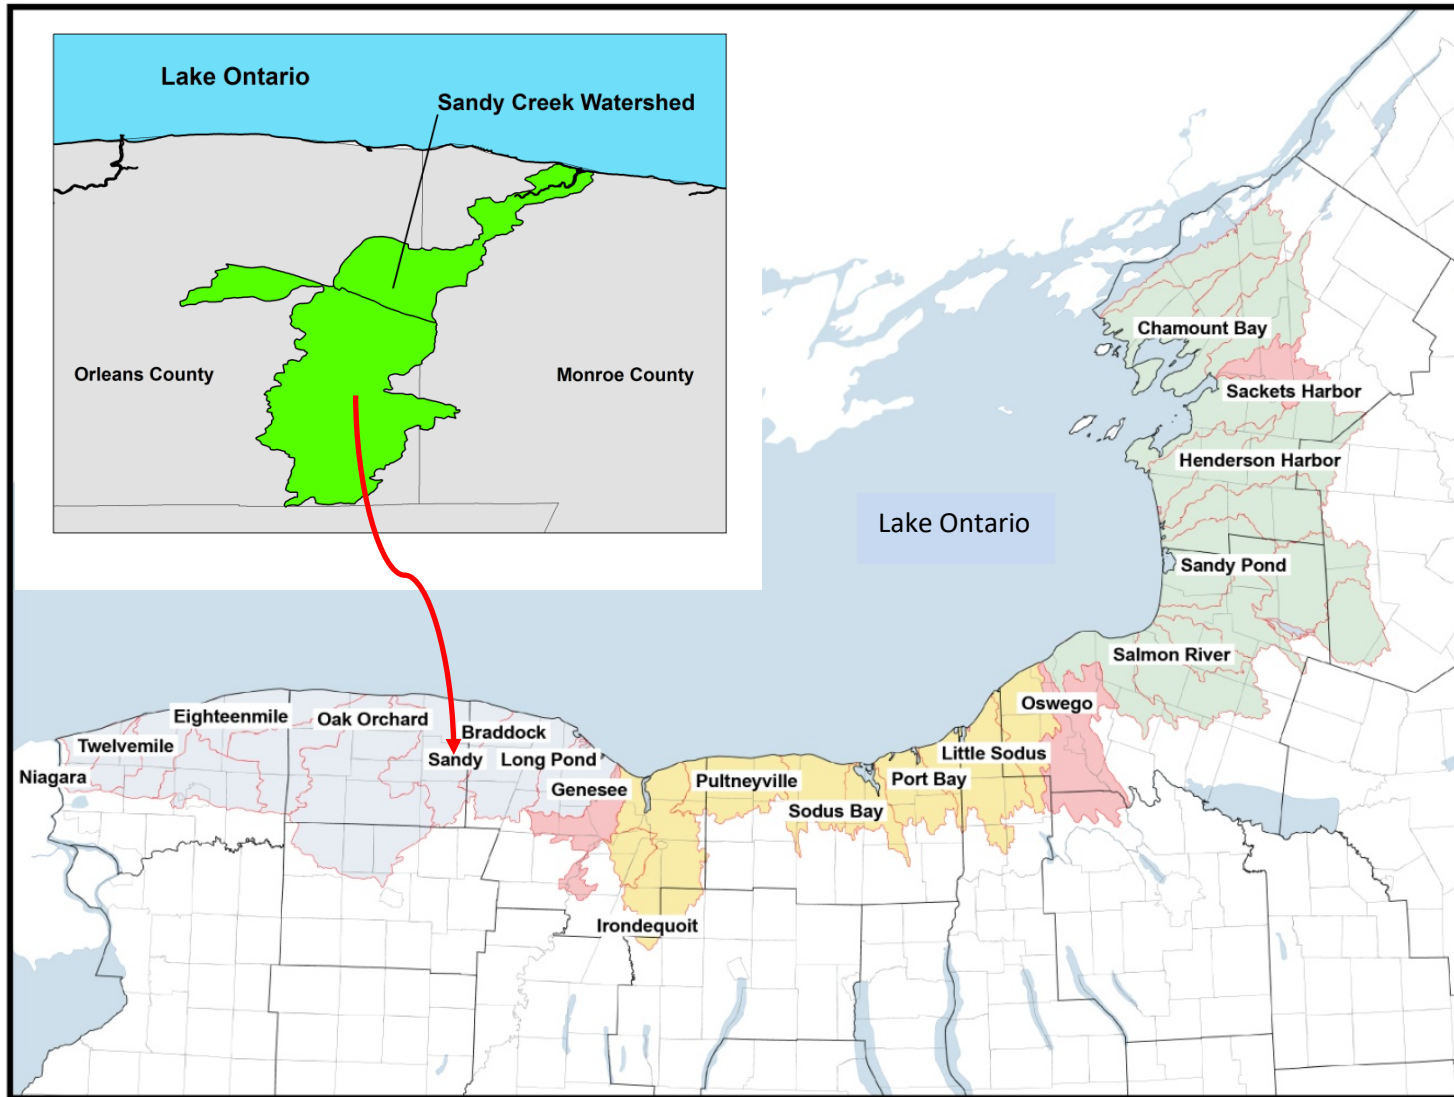 Lake Ontario
Sandy Creek Watershed
Orleans County
Monroe County
Chamount Bay
Sackets Harbor
Henderson Harbor
Lake Ontario
Sandy Pond
Salmon River
Oswego
Eighteenmile
Oak Orchard
Braddock
Twelvemile
Sandy
Long Pond
Little Sodus
Niagara
Genesee
Pultneyville
Port Bay
Sodus Bay
Irondequoit